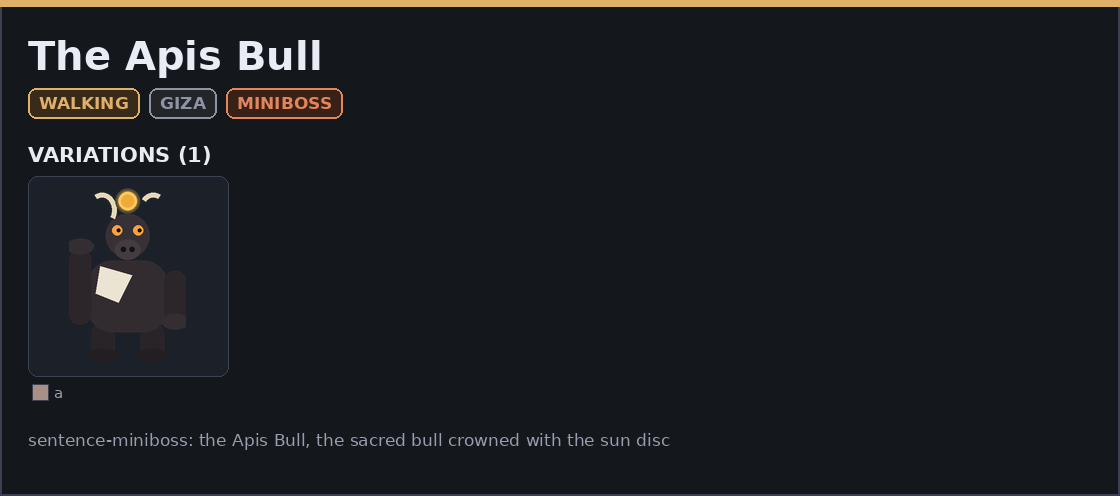 The Apis Bull
WALKING GIZA MINIBOSS
VARIATIONS (1)
a
sentence-miniboss: the Apis Bull, the sacred bull crowned with the sun disc